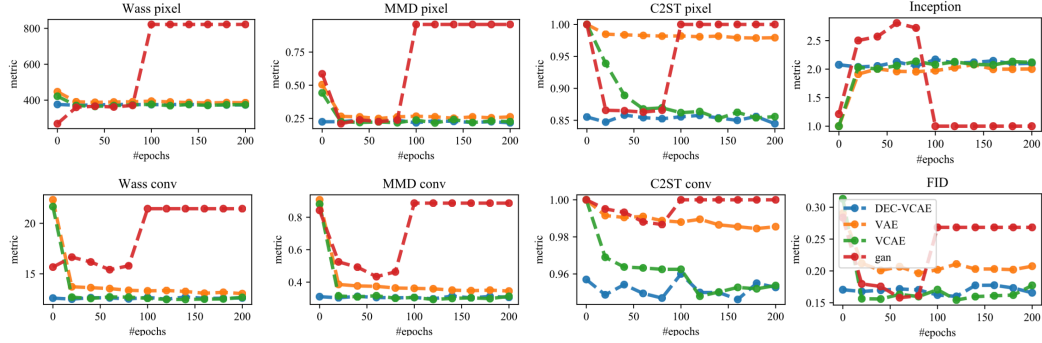 Wass pixel
800
600
400
metric
0 50 100 150 200
#epochs
MMD pixel
0.75
0.50
0.25
metric
0 50 100 150 200
#epochs
C2ST pixel
1.00
0.95
0.90
0.85
metric
0 50 100 150 200
#epochs
Inception
2.5
2.0
1.5
1.0
metric
0 50 100 150 200
#epochs
Wass conv
20
15
metric
0 50 100 150 200
#epochs
MMD conv
0.8
0.6
0.4
metric
0 50 100 150 200
#epochs
C2ST conv
1.00
0.98
0.96
metric
0 50 100 150 200
#epochs
FID
0.30
0.25
0.20
0.15
metric
DEC-VCAE
VAE
VCAE
gan
0 50 100 150 200
#epochs